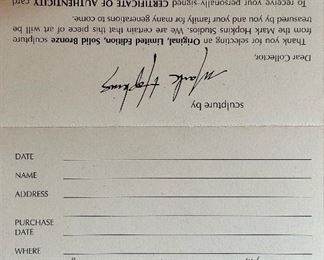 Dear Collector,
Thank you for selecting an Original, Limited Edition, Solid Bronze sculpture
from the Mark Hopkins Studios. We are certain that this piece of art will be
treasured by you and your family for many generations to come.
To receive your personally signed CERTIFICATE OF AUTHENTICITY card
sculpture by
Mark Hopkins
DATE
NAME
ADDRESS
PURCHASE
DATE
WHERE